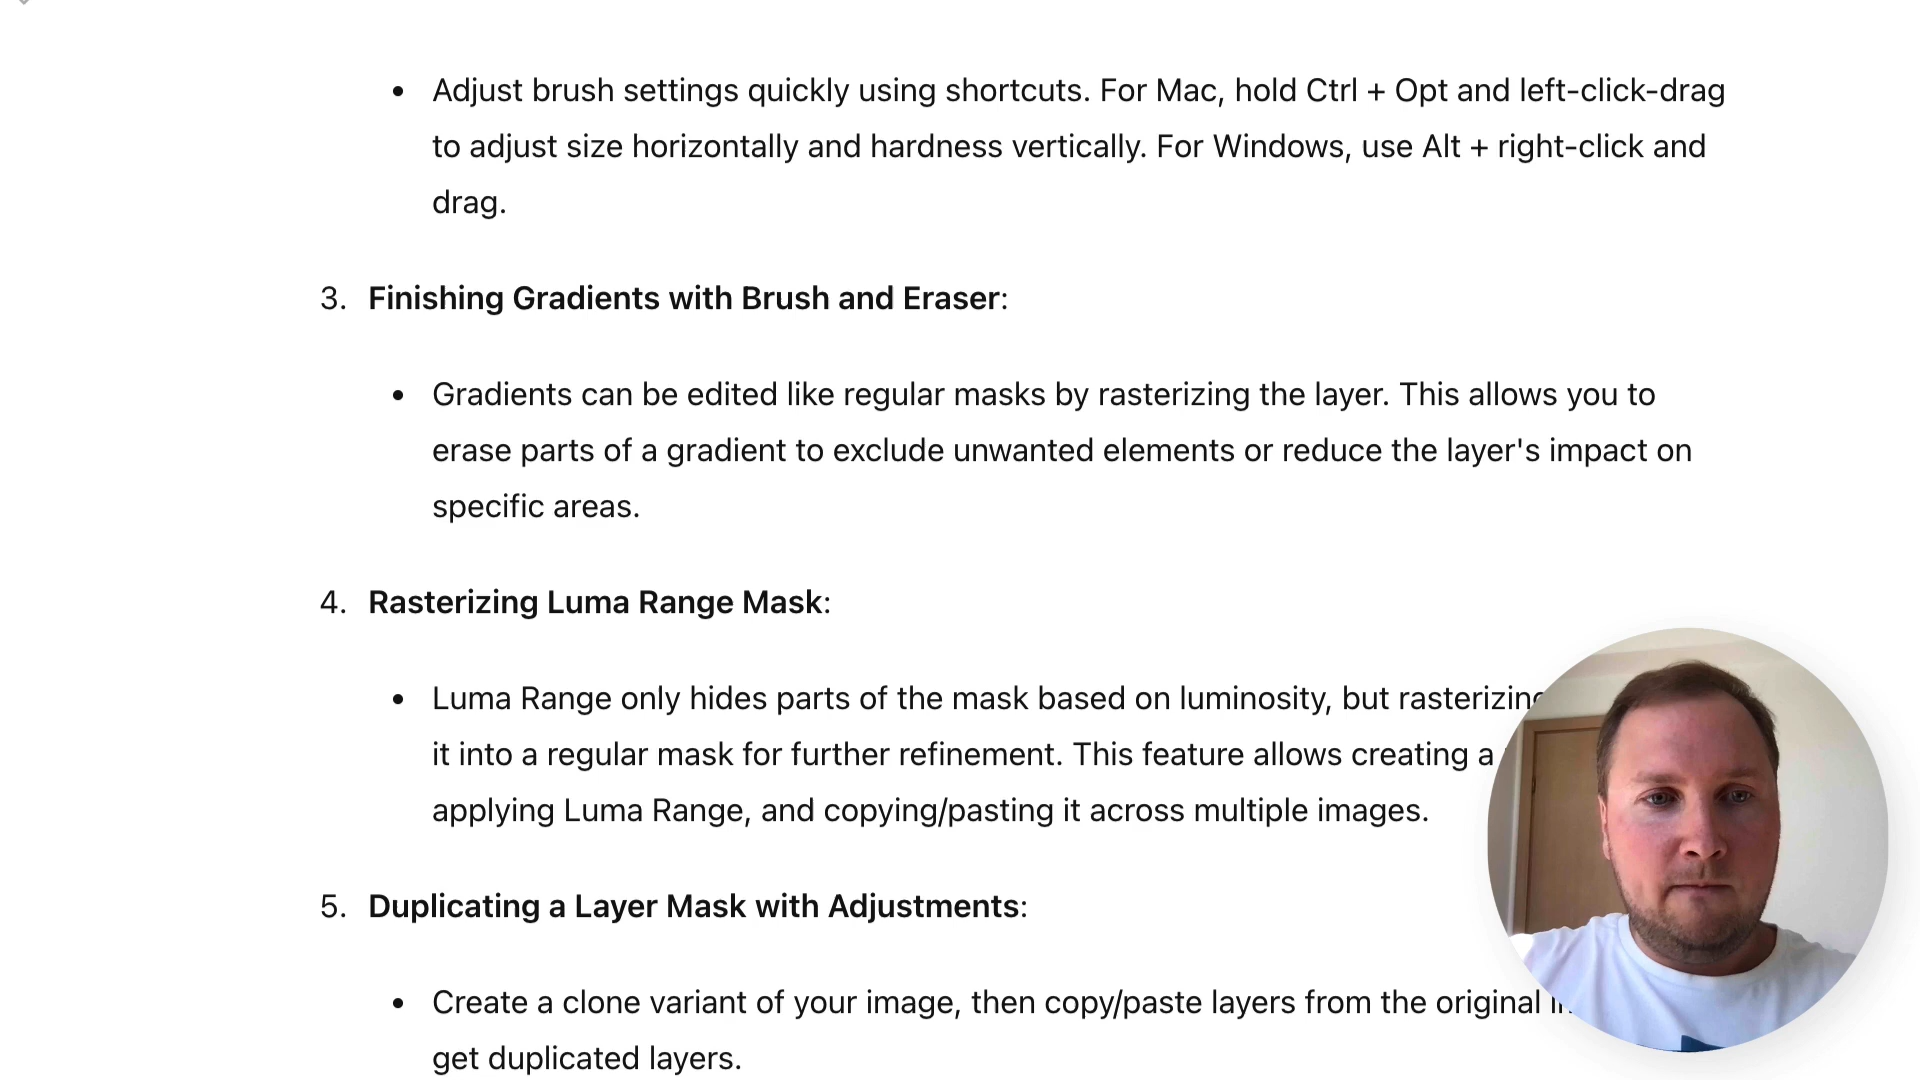 • Adjust brush settings quickly using shortcuts. For Mac, hold Ctrl + Opt and left-click-drag
to adjust size horizontally and hardness vertically. For Windows, use Alt + right-click and
drag.
3. Finishing Gradients with Brush and Eraser:
• Gradients can be edited like regular masks by rasterizing the layer. This allows you to
erase parts of a gradient to exclude unwanted elements or reduce the layer's impact on
specific areas.
4. Rasterizing Luma Range Mask:
• Luma Range only hides parts of the mask based on luminosity, but rasterizing
it into a regular mask for further refinement. This feature allows creating a
applying Luma Range, and copying/pasting it across multiple images.
5. Duplicating a Layer Mask with Adjustments:
• Create a clone variant of your image, then copy/paste layers from the original
get duplicated layers.